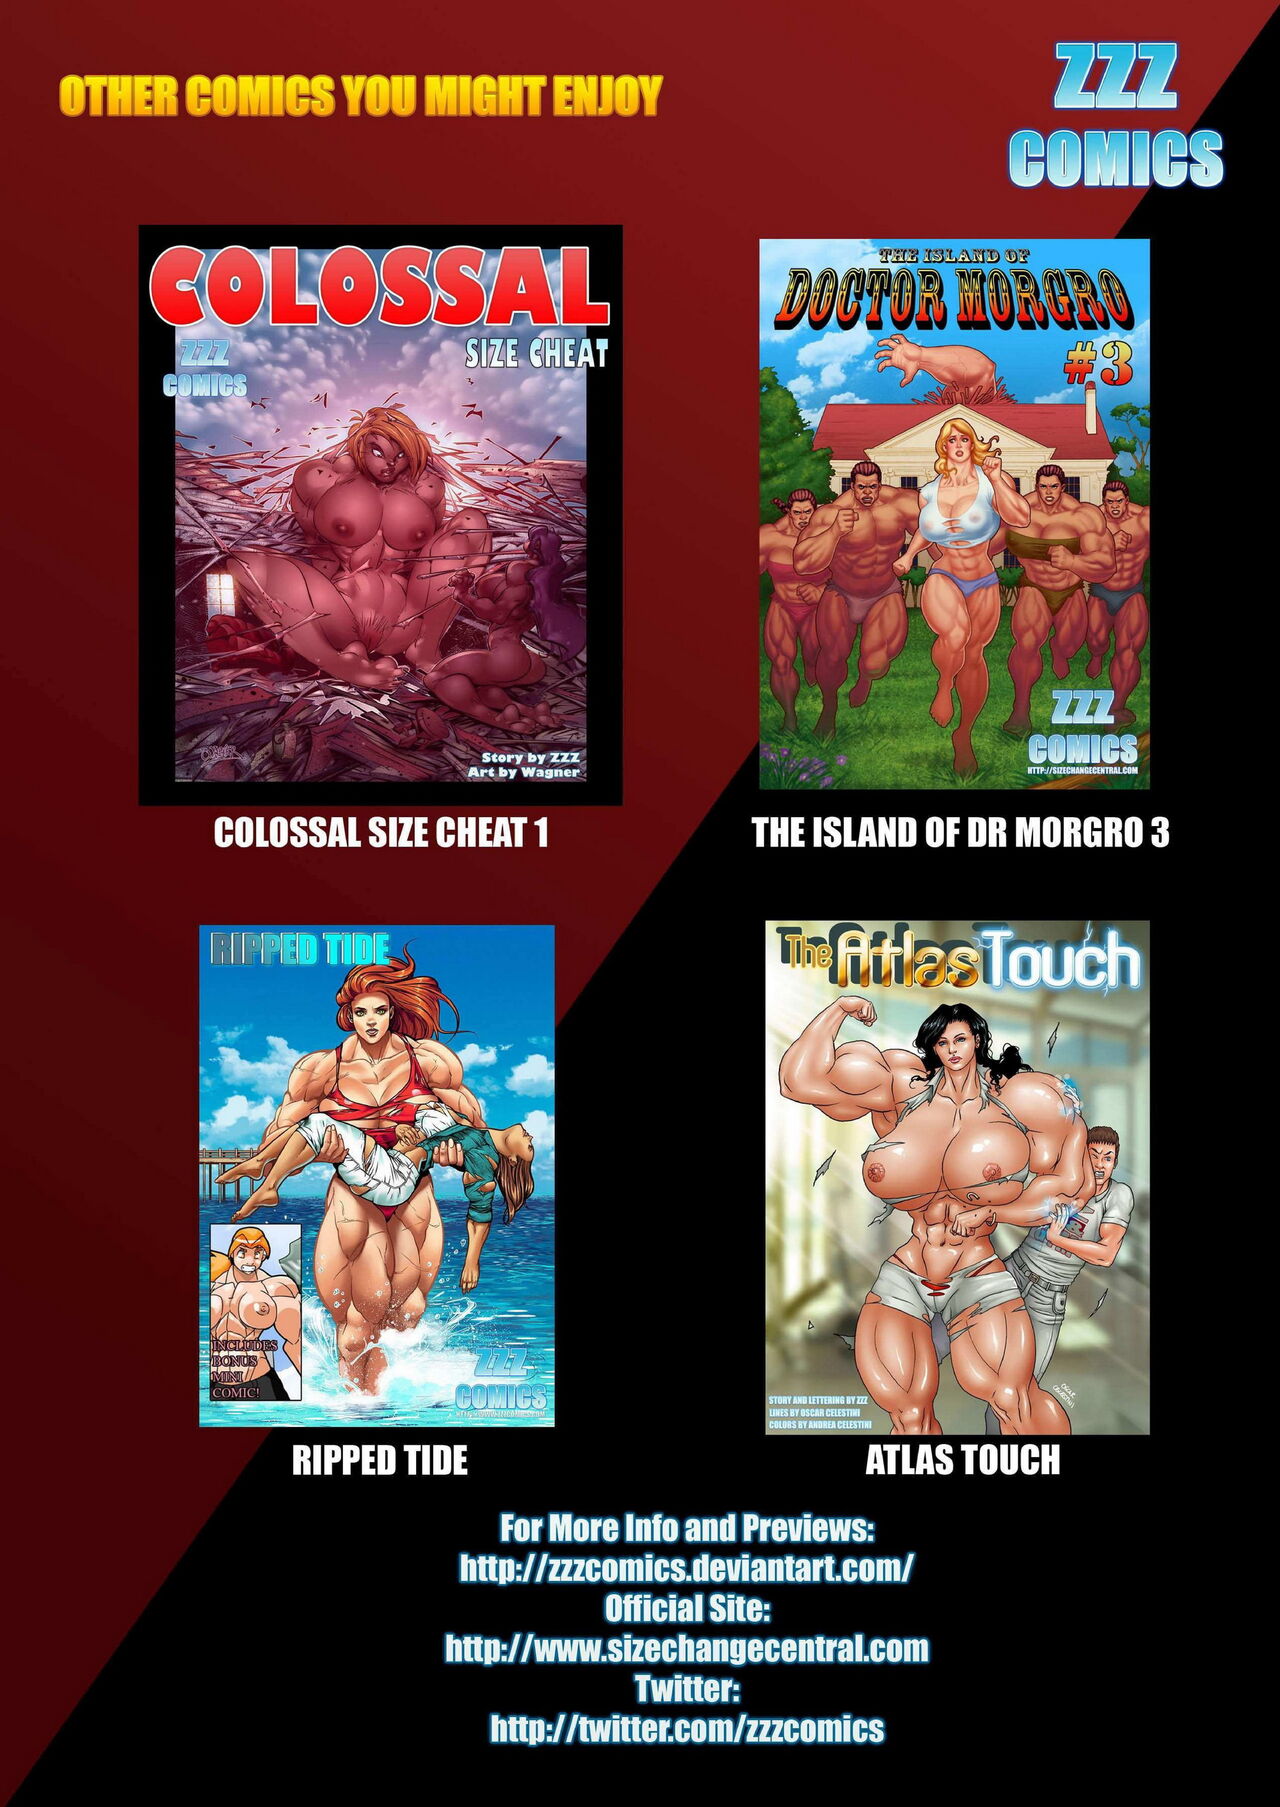 OTHER COMICS YOU MIGHT ENJOY
ZZZ
COMICS
COLOSSAL
SIZE CHEAT
ZZZ
COMICS
Story by ZZZ
Art by Wagner
COLOSSAL SIZE CHEAT 1
THE ISLAND OF
DOCTOR MORGRO
#3
ZZZ
COMICS
HTTP://SIZECHANGECENTRAL.COM
THE ISLAND OF DR MORGRO 3
RIPPED TIDE
INCLUDES
BONUS
MINI
COMIC!
ZZZ
COMICS
RIPPED TIDE
The Atlas Touch
STORY AND LETTERING BY ZZZ
LINES BY OSCAR CELESTINI
COLORS BY ANDREA CELESTINI
OSCAR
CELESTINI
ATLAS TOUCH
For More Info and Previews:
http://zzzcomics.deviantart.com/
Official Site:
http://www.sizechangecentral.com
Twitter:
http://twitter.com/zzzcomics